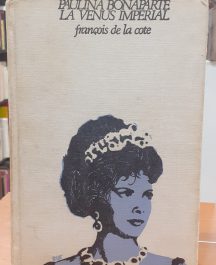 PAULINA BONAPARTE
LA VENUS IMPERIAL
françois de la cote